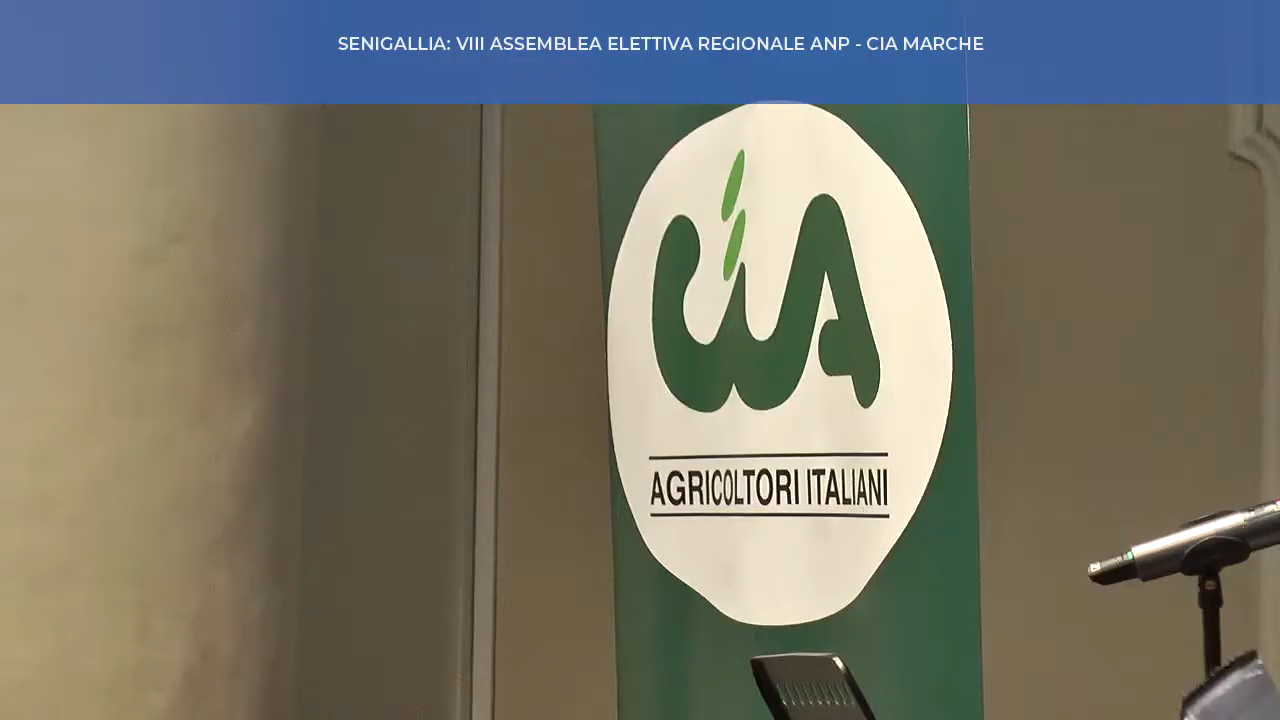 SENIGALLIA: VIII ASSEMBLEA ELETTIVA REGIONALE ANP - CIA MARCHE
CIA
AGRICOLTORI ITALIANI